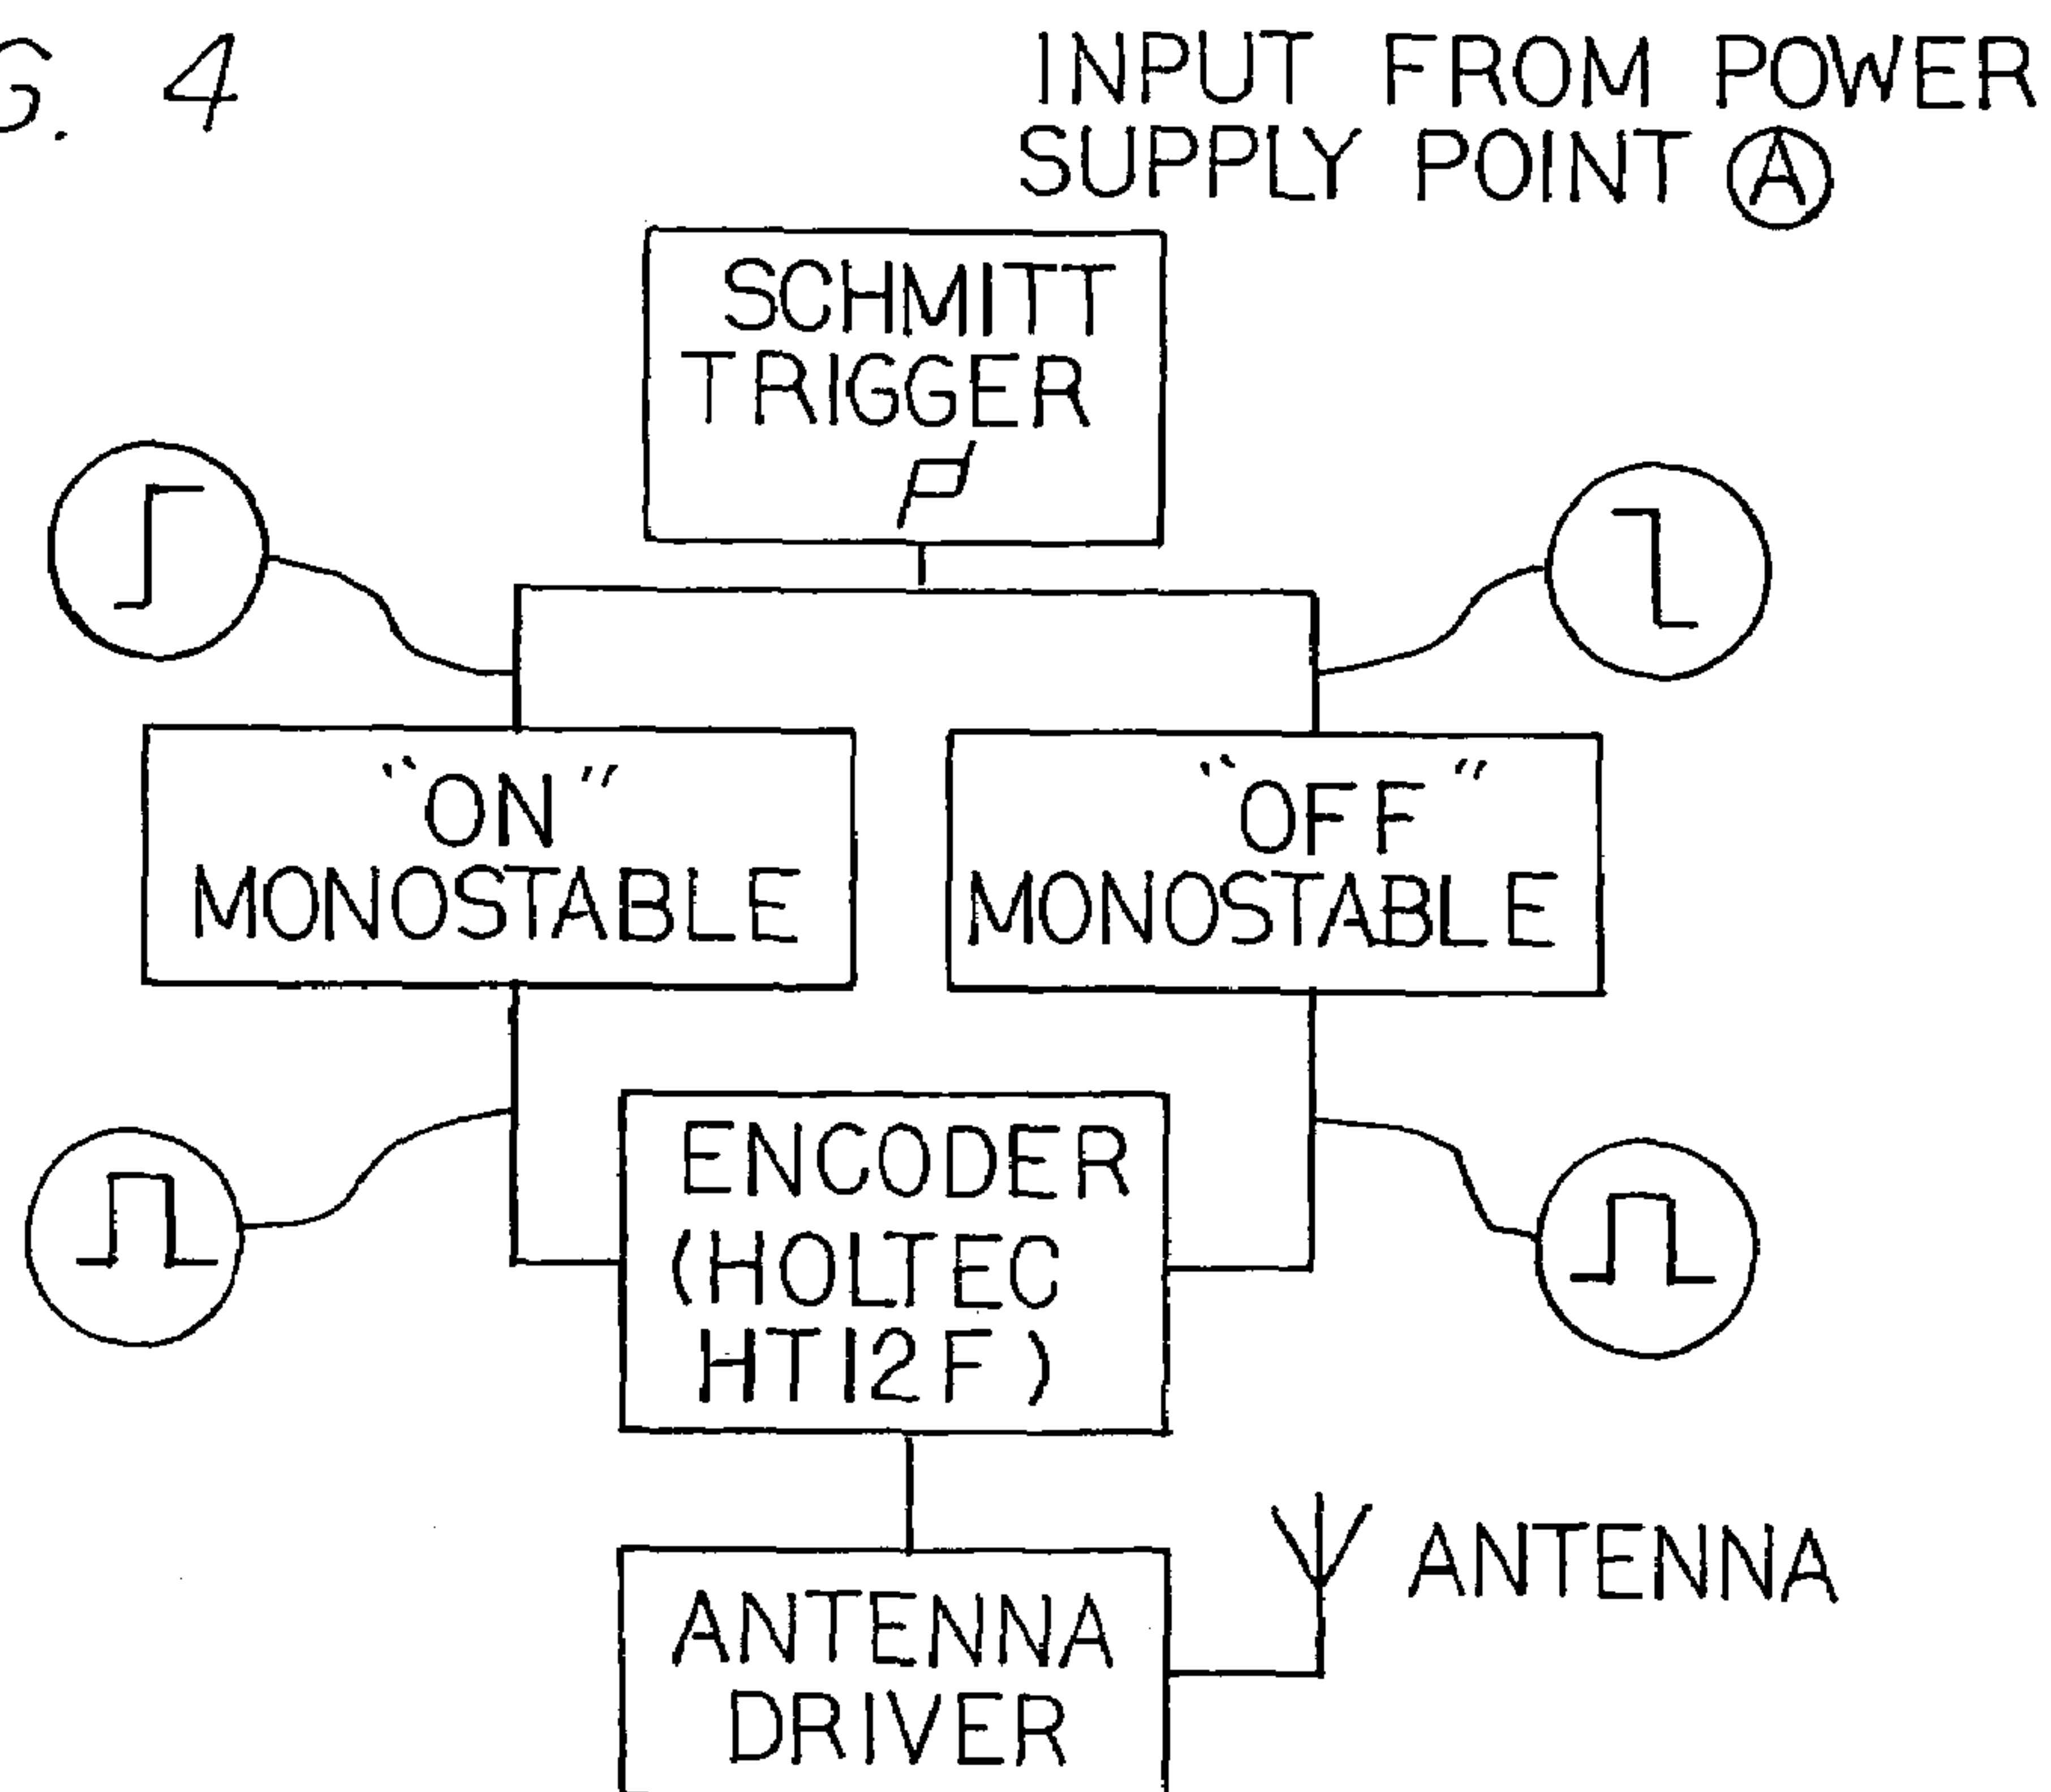 G. 4
INPUT FROM POWER
SUPPLY POINT Ⓐ
SCHMITT
TRIGGER
"ON"
MONOSTABLE
"OFF"
MONOSTABLE
ENCODER
(HOLTEC
HT12F)
ANTENNA
ANTENNA
DRIVER